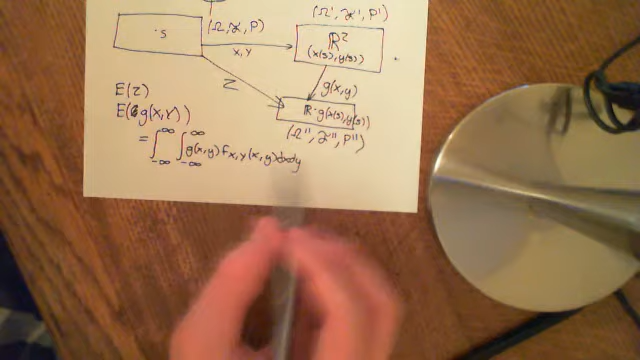 (Ω, ℱ, P)
(Ω', ℱ', P')
·s
X, Y
ℝ²
(X(s), Y(s))
Z
g(X,Y)
ℝ·g(X(s),Y(s))
(Ω'', ℱ'', P'')
E(Z)
E(g(X,Y))
= ∫_{-∞}^{∞} ∫_{-∞}^{∞} g(x,y) f_{X,Y}(x,y) dx dy